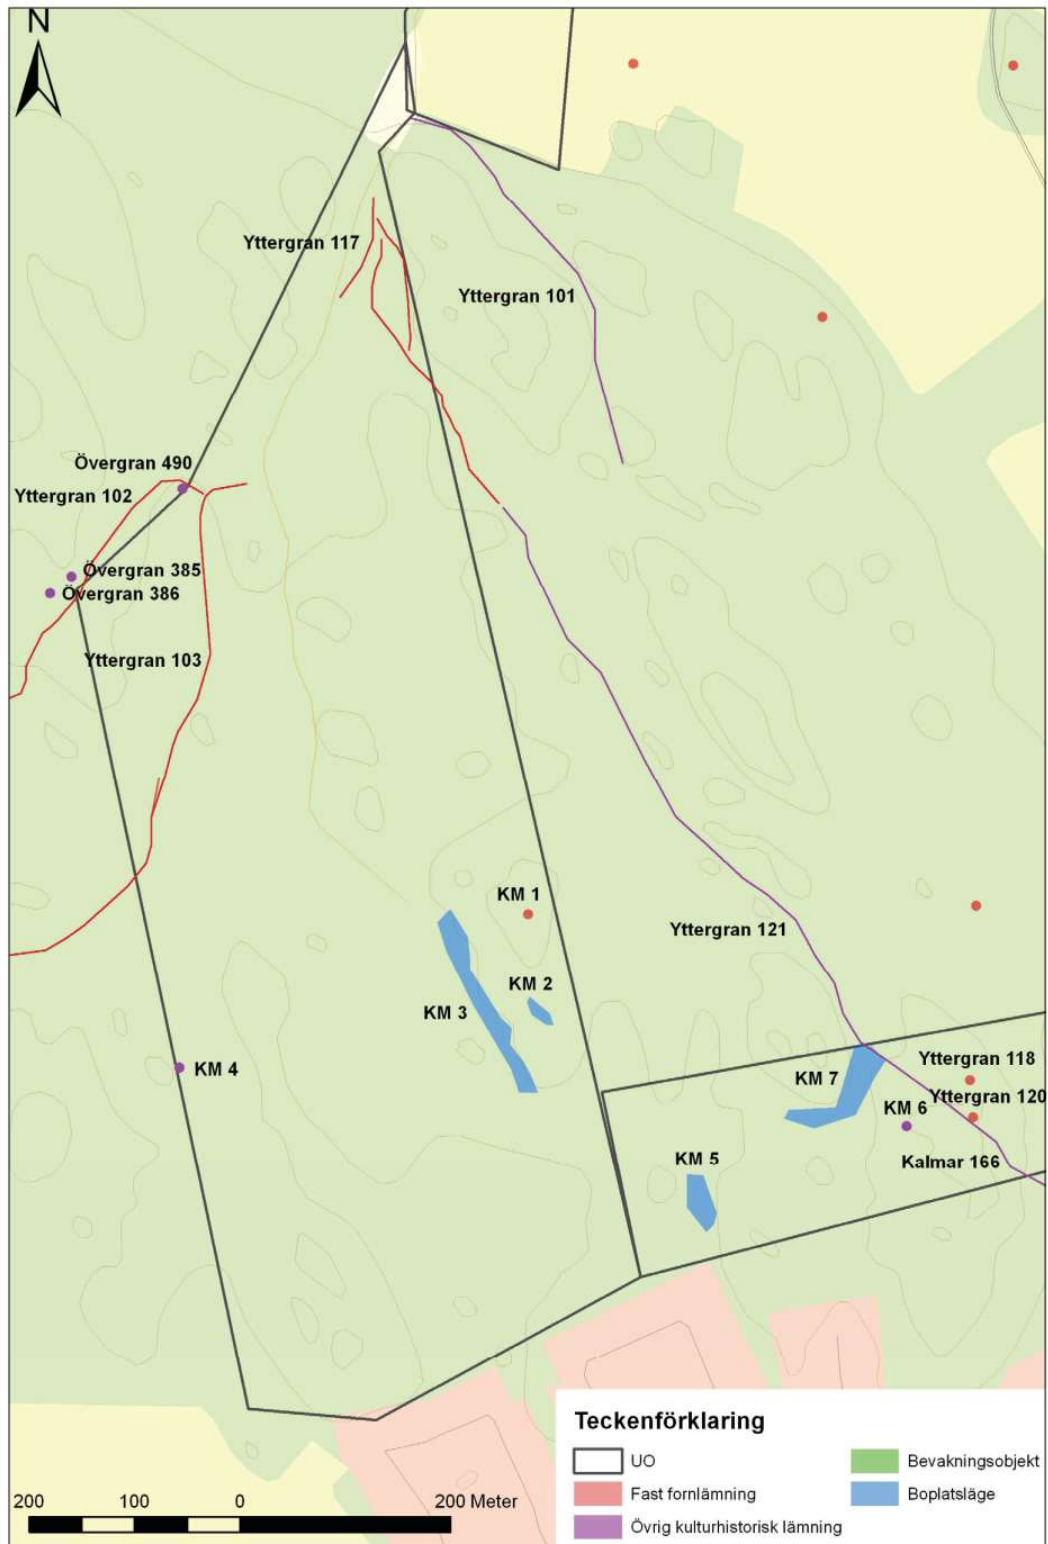 N
Yttergran 117
Yttergran 101
Övergran 490
Yttergran 102
Övergran 385
Övergran 386
Yttergran 103
KM 1
Yttergran 121
KM 2
KM 3
KM 4
Yttergran 118
KM 7
Yttergran 120
KM 6
KM 5
Kalmar 166
Teckenförklaring
UO
Bevakningsobjekt
Fast fornlämning
Boplatsläge
Övrig kulturhistorisk lämning
200 100 0 200 Meter